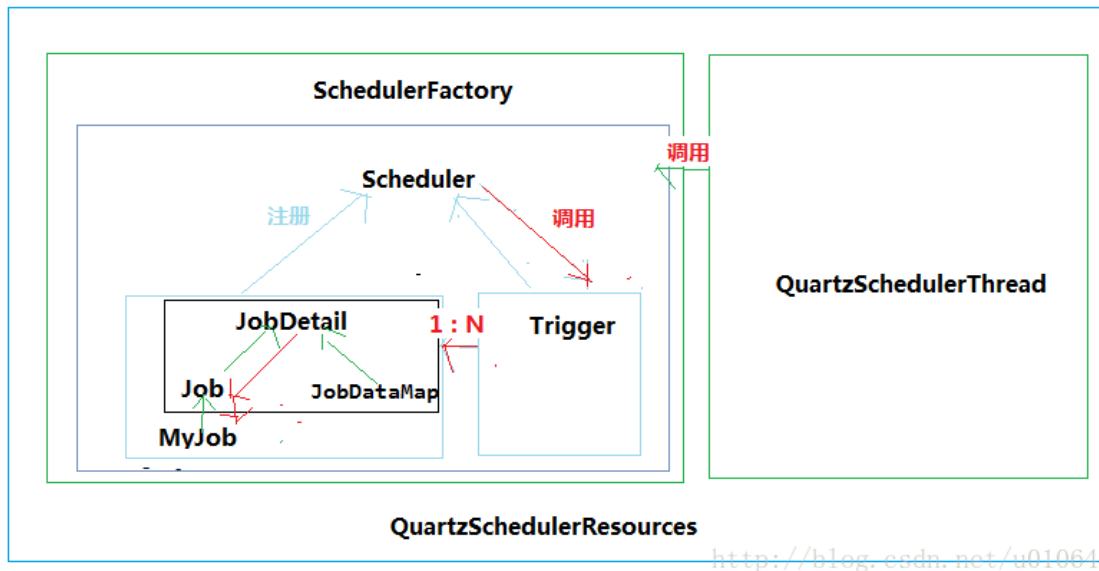 SchedulerFactory
调用
Scheduler
注册
调用
QuartzSchedulerThread
JobDetail
1：N
Trigger
Job
JobDataMap
MyJob
QuartzSchedulerResources
http://blog.csdn.net/u01064